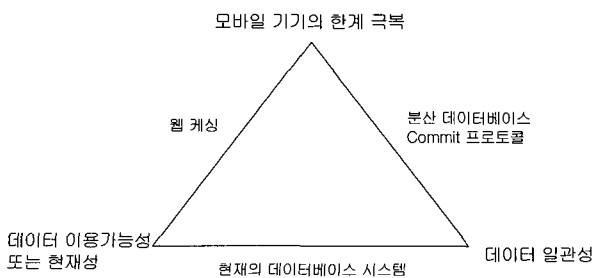 모바일 기기의 한계 극복
웹 케싱
분산 데이터베이스
Commit 프로토콜
데이터 이용가능성
또는 현재성
데이터 일관성
현재의 데이터베이스 시스템